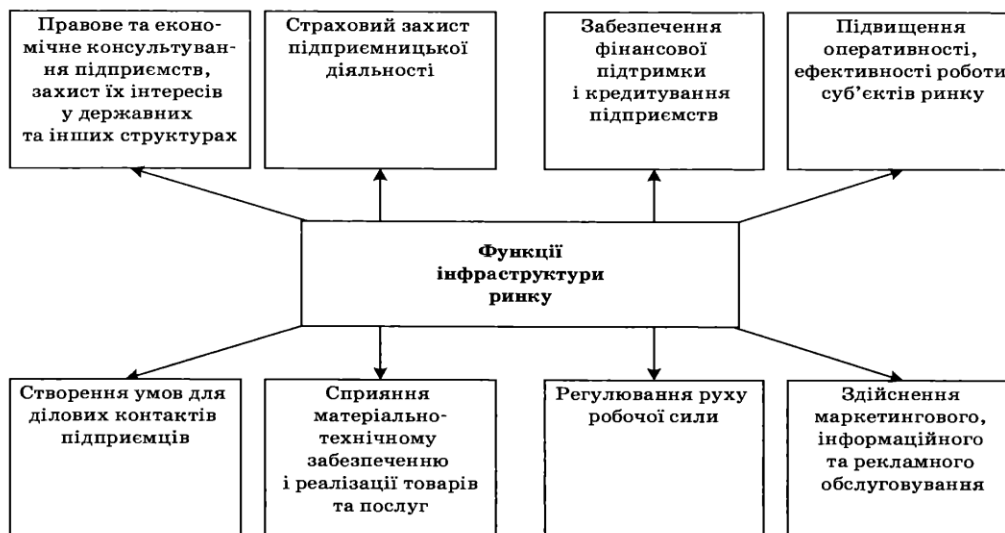 Правове та еконо-
мічне консультуван-
ня підприємств,
захист їх інтересів
у державних
та інших структурах
Страховий захист
підприємницької
діяльності
Забезпечення
фінансової
підтримки
і кредитування
підприємств
Підвищення
оперативності,
ефективності роботи
суб’єктів ринку
Функції
інфраструктури
ринку
Створення умов для
ділових контактів
підприємців
Сприяння
матеріально-
технічному
забезпеченню
і реалізації товарів
та послуг
Регулювання руху
робочої сили
Здійснення
маркетингового,
інформаційного
та рекламного
обслуговування